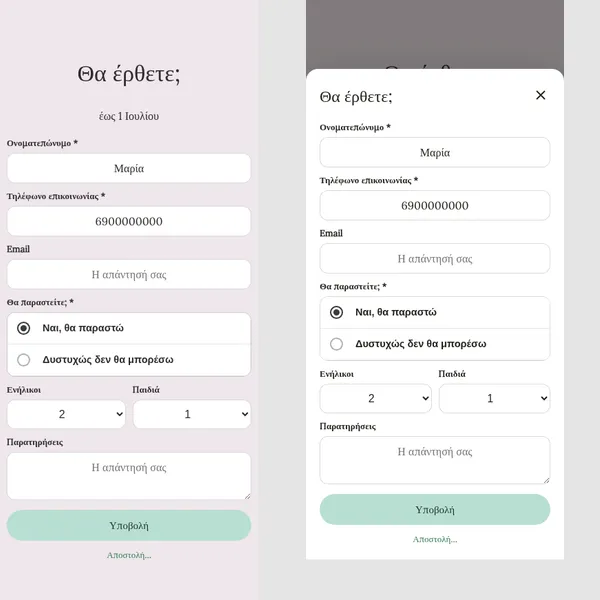 Θα έρθετε;
έως 1 Ιουλίου
Ονοματεπώνυμο *
Μαρία
Τηλέφωνο επικοινωνίας *
6900000000
Email
Η απάντησή σας
Θα παραστείτε; *
Ναι, θα παραστώ
Δυστυχώς δεν θα μπορέσω
Ενήλικοι Παιδιά
2 1
Παρατηρήσεις
Η απάντησή σας
Υποβολή
Αποστολή...
Θα έρθετε;
Ονοματεπώνυμο *
Μαρία
Τηλέφωνο επικοινωνίας *
6900000000
Email
Η απάντησή σας
Θα παραστείτε; *
Ναι, θα παραστώ
Δυστυχώς δεν θα μπορέσω
Ενήλικοι Παιδιά
2 1
Παρατηρήσεις
Η απάντησή σας
Υποβολή
Αποστολή...